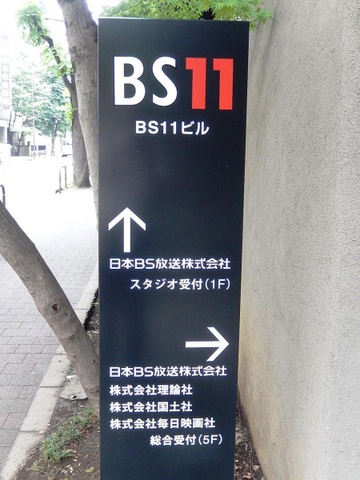 BS11
BS11ビル
日本BS放送株式会社
スタジオ受付(1F)
日本BS放送株式会社
株式会社理論社
株式会社国土社
株式会社毎日映画社
総合受付(5F)